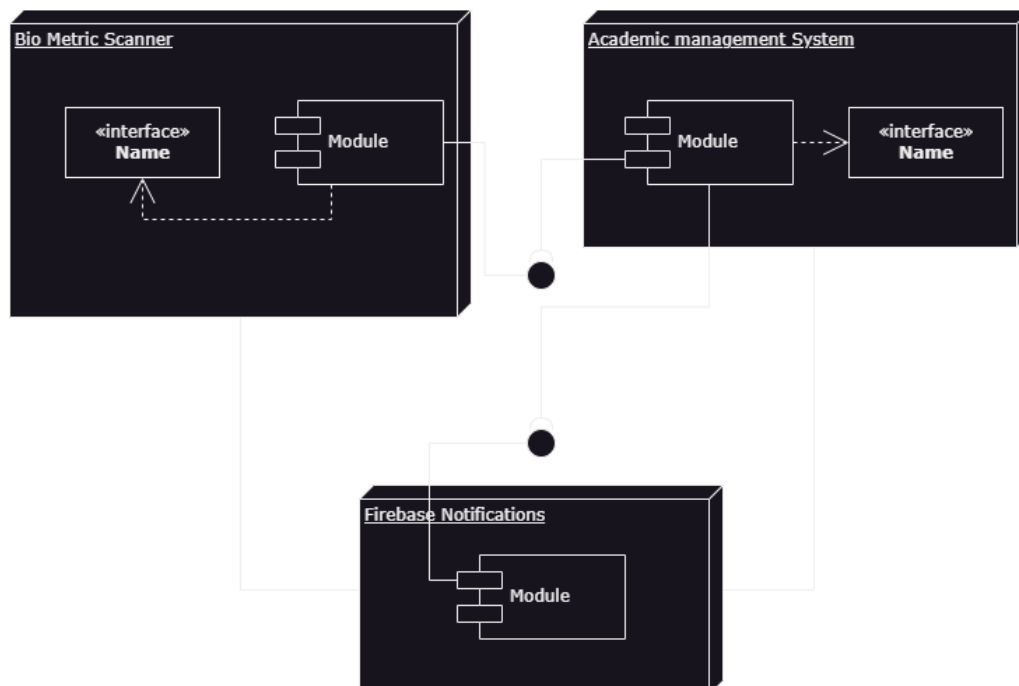 Bio Metric Scanner
«interface»
Name
Module
Academic management System
Module
«interface»
Name
Firebase Notifications
Module